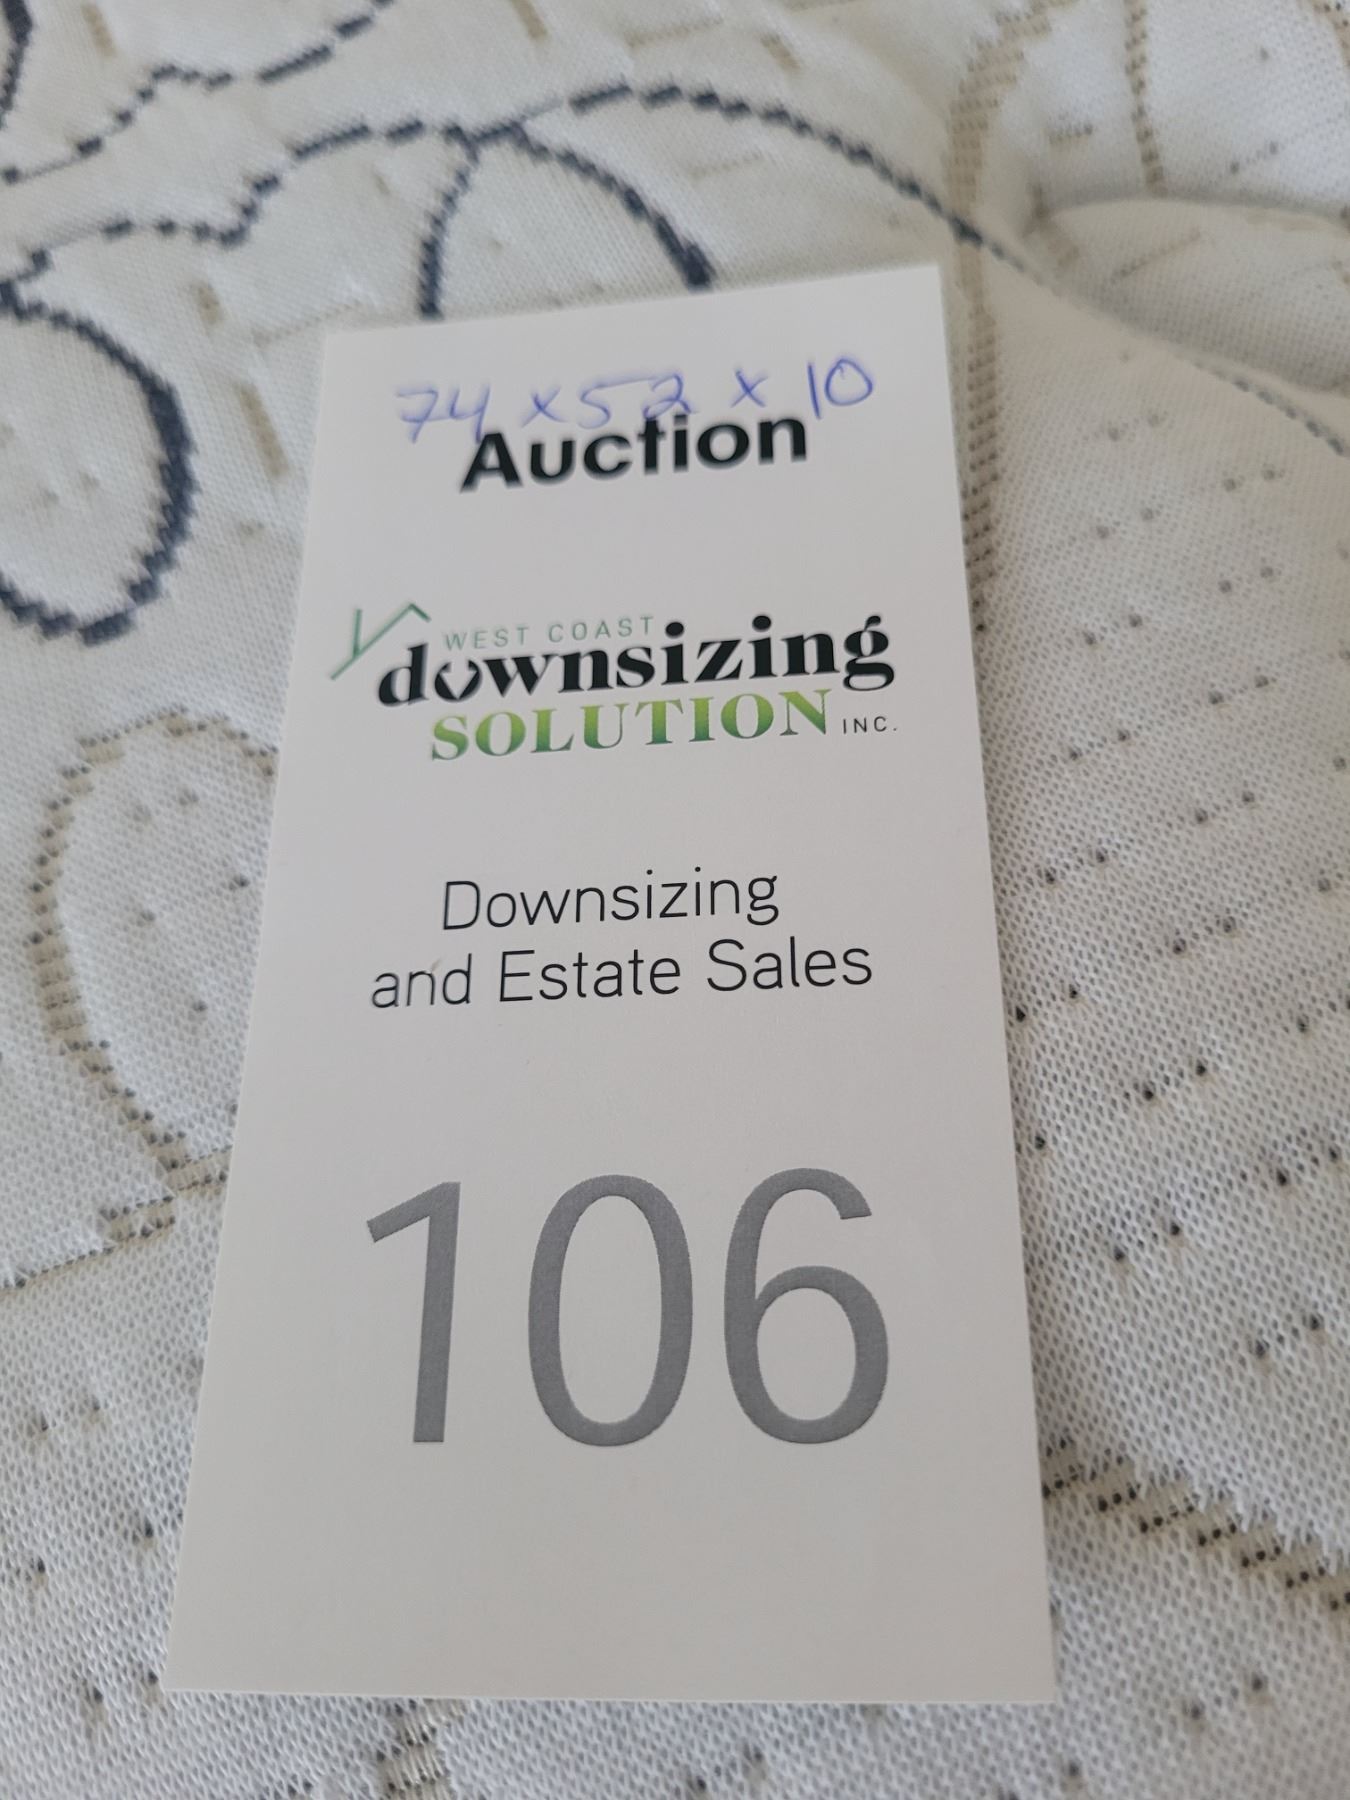 74 x 52 x 10
Auction
WEST COAST
downsizing
SOLUTION INC.
Downsizing
and Estate Sales
106